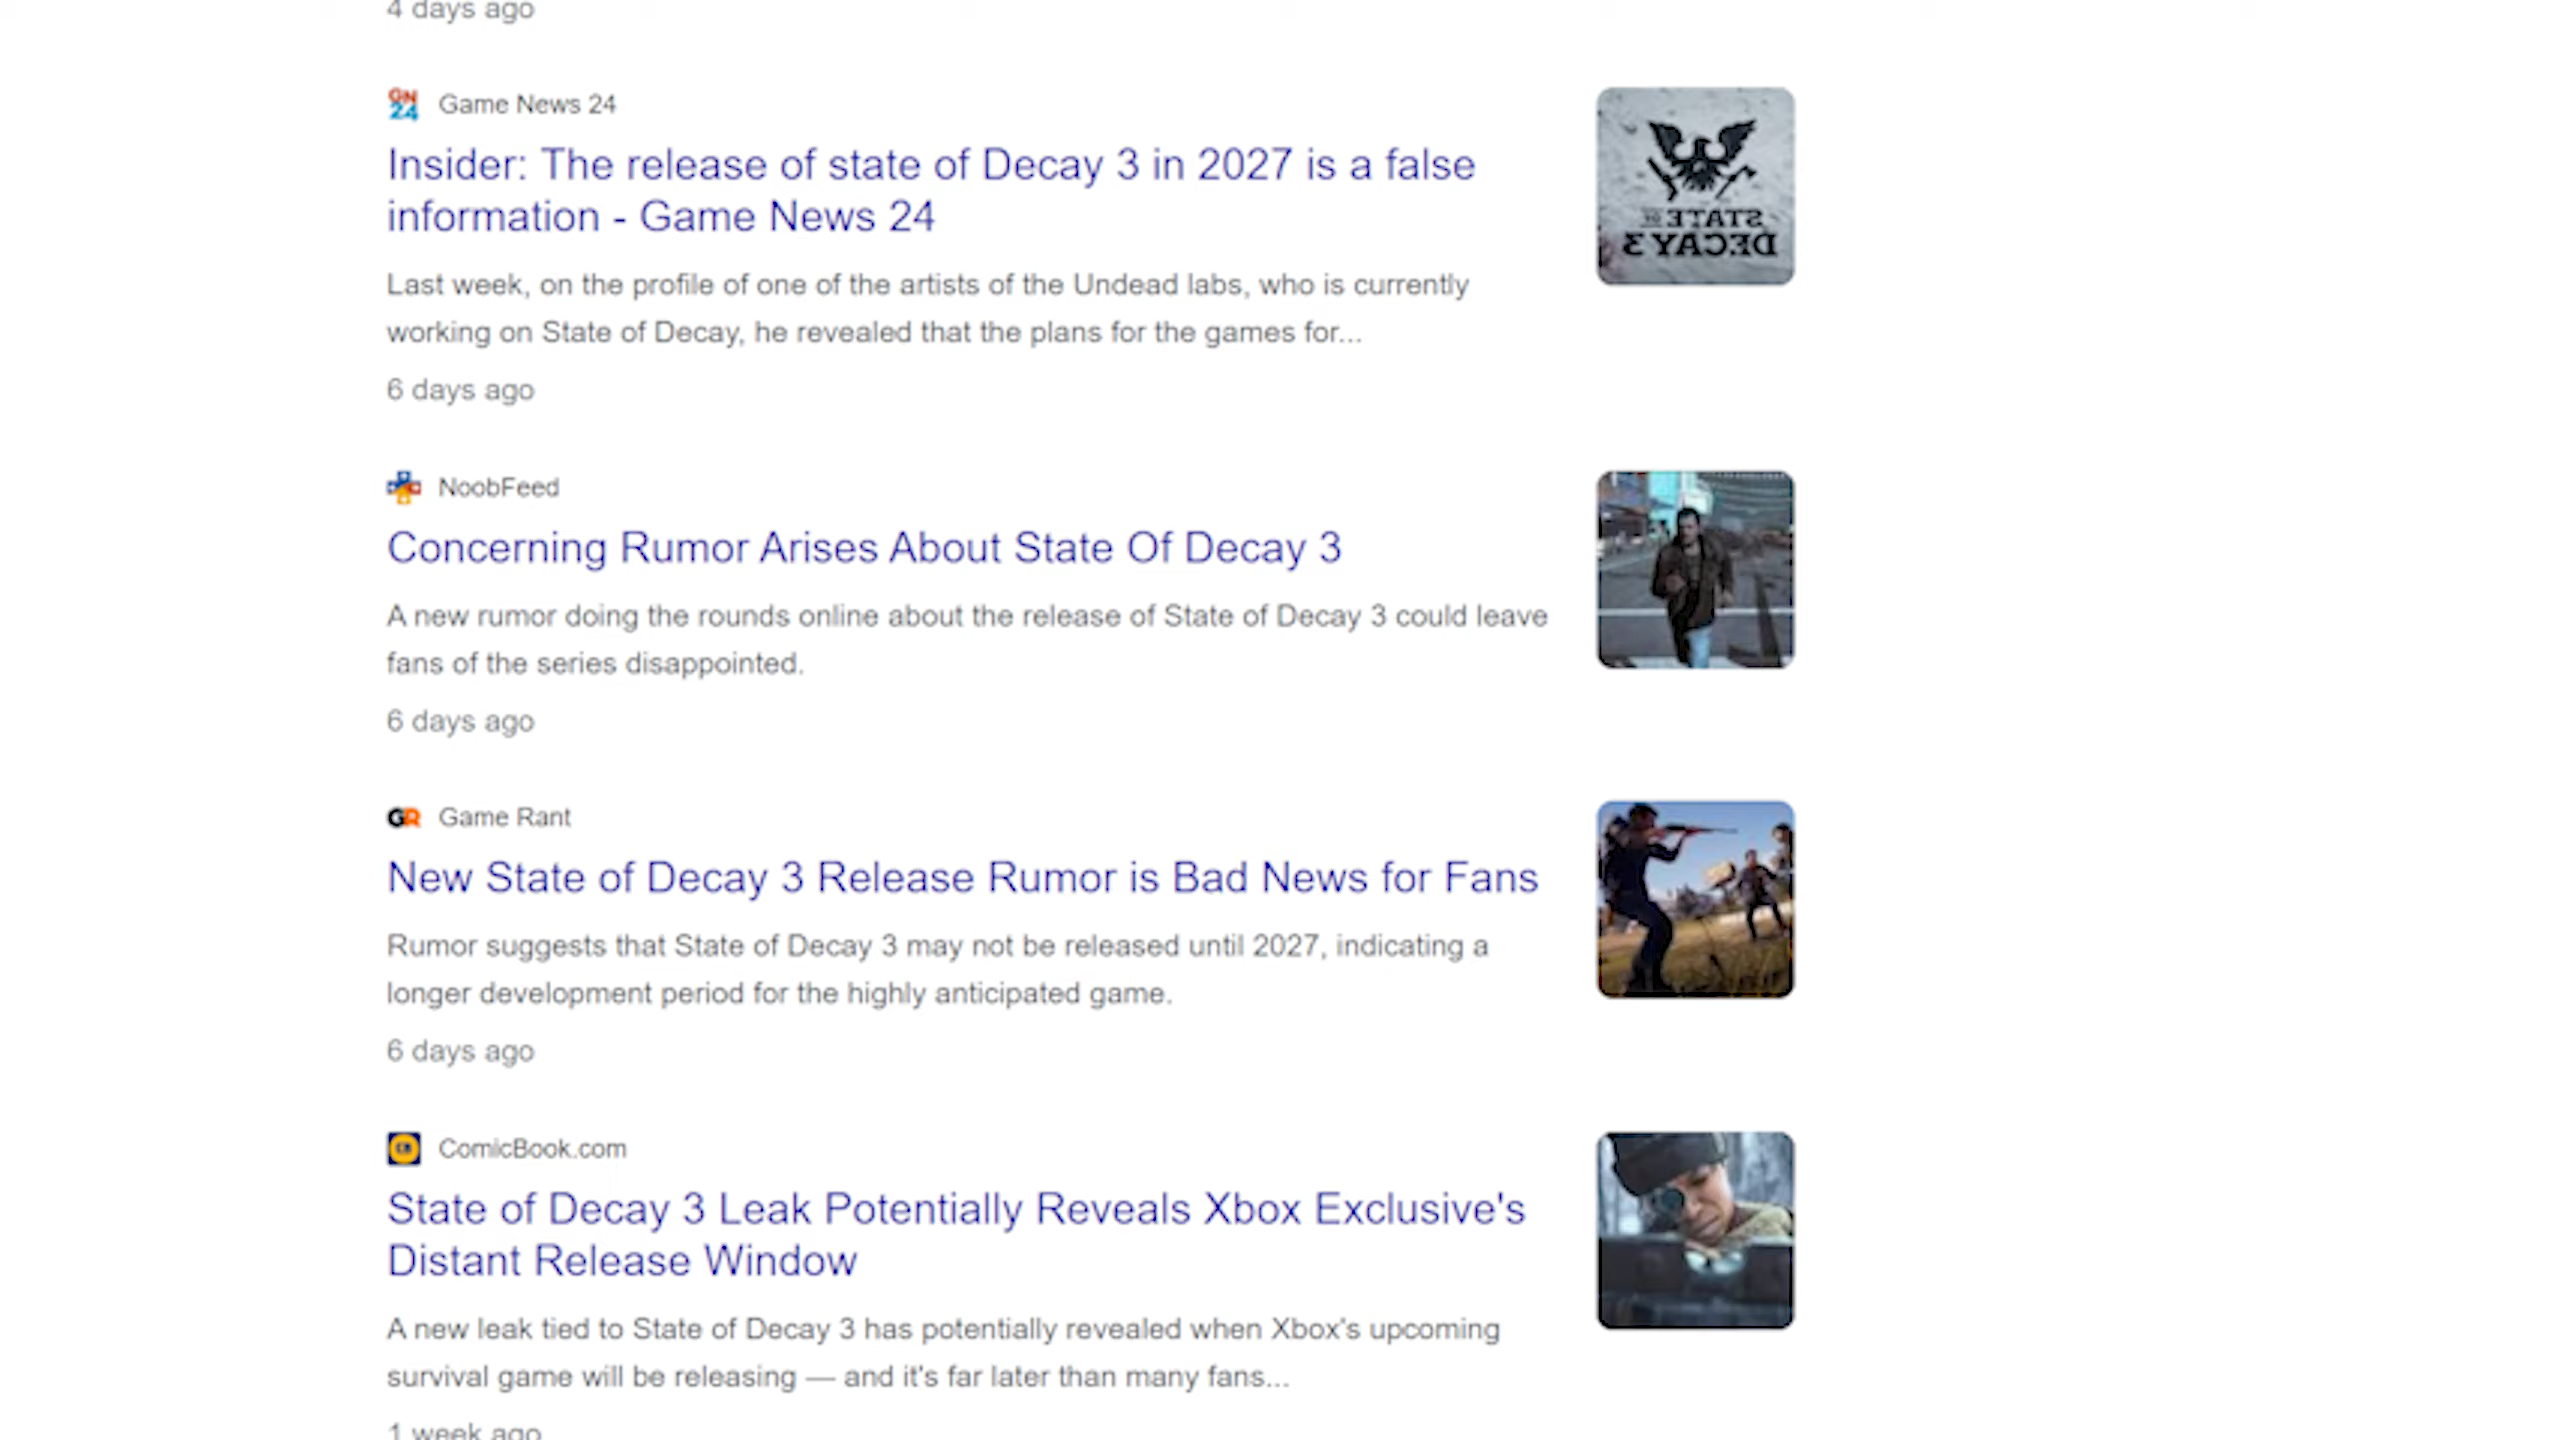 4 days ago
GN
24
Game News 24
Insider: The release of state of Decay 3 in 2027 is a false
information - Game News 24
Last week, on the profile of one of the artists of the Undead labs, who is currently
working on State of Decay, he revealed that the plans for the games for...
6 days ago
STATE OF
DECAY 3
NoobFeed
Concerning Rumor Arises About State Of Decay 3
A new rumor doing the rounds online about the release of State of Decay 3 could leave
fans of the series disappointed.
6 days ago
GR
Game Rant
New State of Decay 3 Release Rumor is Bad News for Fans
Rumor suggests that State of Decay 3 may not be released until 2027, indicating a
longer development period for the highly anticipated game.
6 days ago
CB
ComicBook.com
State of Decay 3 Leak Potentially Reveals Xbox Exclusive's
Distant Release Window
A new leak tied to State of Decay 3 has potentially revealed when Xbox's upcoming
survival game will be releasing — and it's far later than many fans...
1 week ago